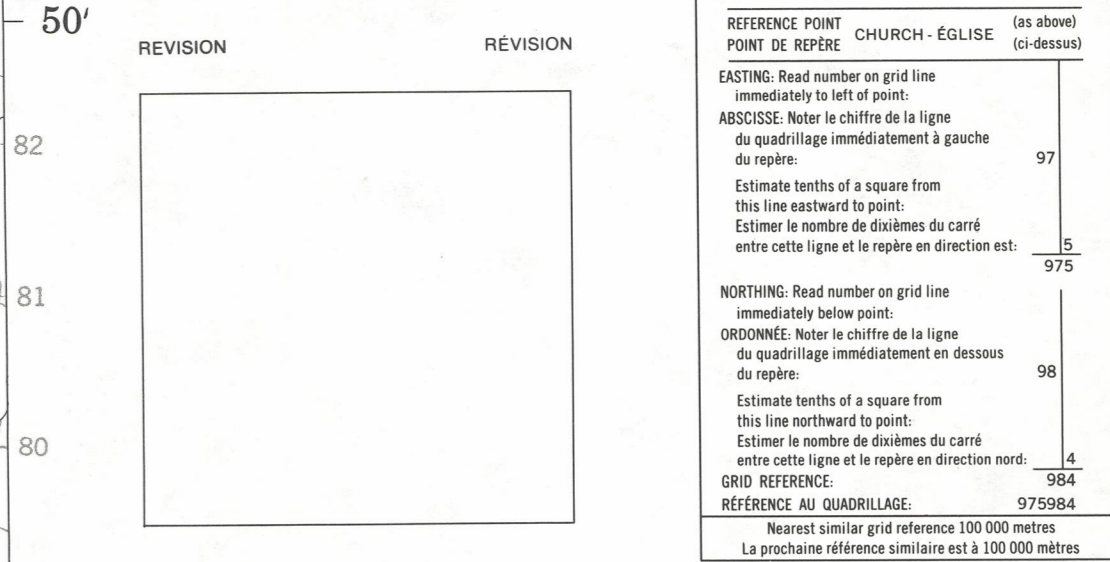 50'
82
81
80
REVISION RÉVISION
REFERENCE POINT CHURCH - ÉGLISE (as above)
POINT DE REPÈRE (ci-dessus)
EASTING: Read number on grid line
immediately to left of point:
ABSCISSE: Noter le chiffre de la ligne
du quadrillage immédiatement à gauche
du repère: 97
Estimate tenths of a square from
this line eastward to point:
Estimer le nombre de dixièmes du carré
entre cette ligne et le repère en direction est: 5
975
NORTHING: Read number on grid line
immediately below point:
ORDONNÉE: Noter le chiffre de la ligne
du quadrillage immédiatement en dessous
du repère: 98
Estimate tenths of a square from
this line northward to point:
Estimer le nombre de dixièmes du carré
entre cette ligne et le repère en direction nord: 4
GRID REFERENCE: 984
RÉFÉRENCE AU QUADRILLAGE: 975984
Nearest similar grid reference 100 000 metres
La prochaine référence similaire est à 100 000 mètres